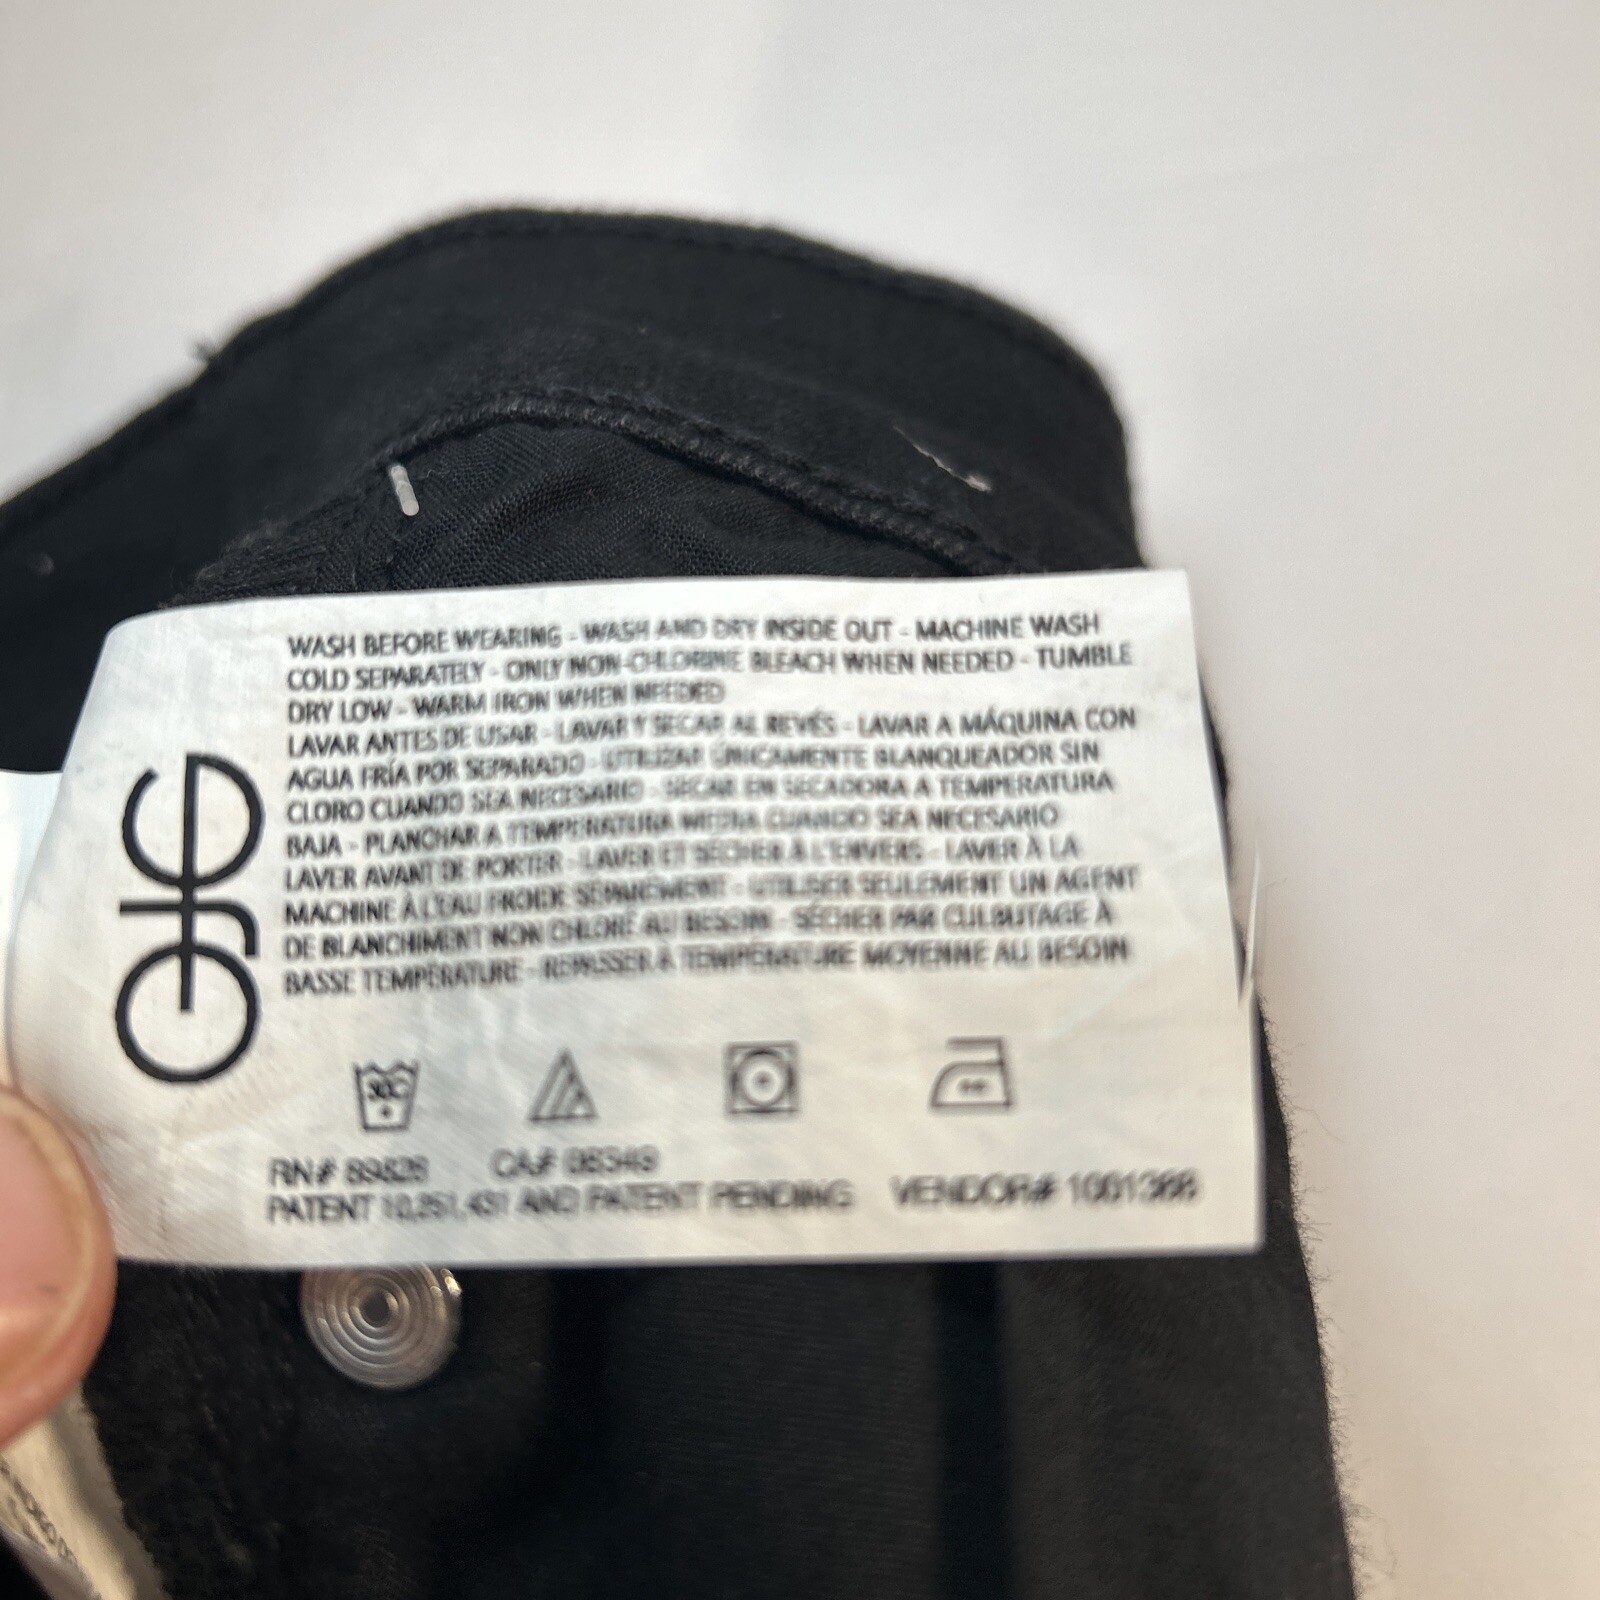 WASH BEFORE WEARING - WASH AND DRY INSIDE OUT - MACHINE WASH
COLD SEPARATELY - ONLY NON-CHLORINE BLEACH WHEN NEEDED - TUMBLE
DRY LOW - WARM IRON WHEN NEEDED
LAVAR ANTES DE USAR - LAVAR Y SECAR AL REVÉS - LAVAR A MÁQUINA CON
AGUA FRÍA POR SEPARADO - UTILIZAR ÚNICAMENTE BLANQUEADOR SIN
CLORO CUANDO SEA NECESARIO - SECAR EN SECADORA A TEMPERATURA
BAJA - PLANCHAR A TEMPERATURA MEDIA CUANDO SEA NECESARIO
LAVER AVANT DE PORTER - LAVER ET SÉCHER À L'ENVERS - LAVER À LA
MACHINE À L'EAU FROIDE SÉPARÉMENT - UTILISER SEULEMENT UN AGENT
DE BLANCHIMENT NON CHLORÉ AU BESOIN - SÉCHER PAR CULBUTAGE À
BASSE TEMPÉRATURE - REPASSER À TEMPÉRATURE MOYENNE AU BESOIN
30C
RN# CA#
PATENT 10,251,431 AND PATENT PENDING VENDOR# 1001388